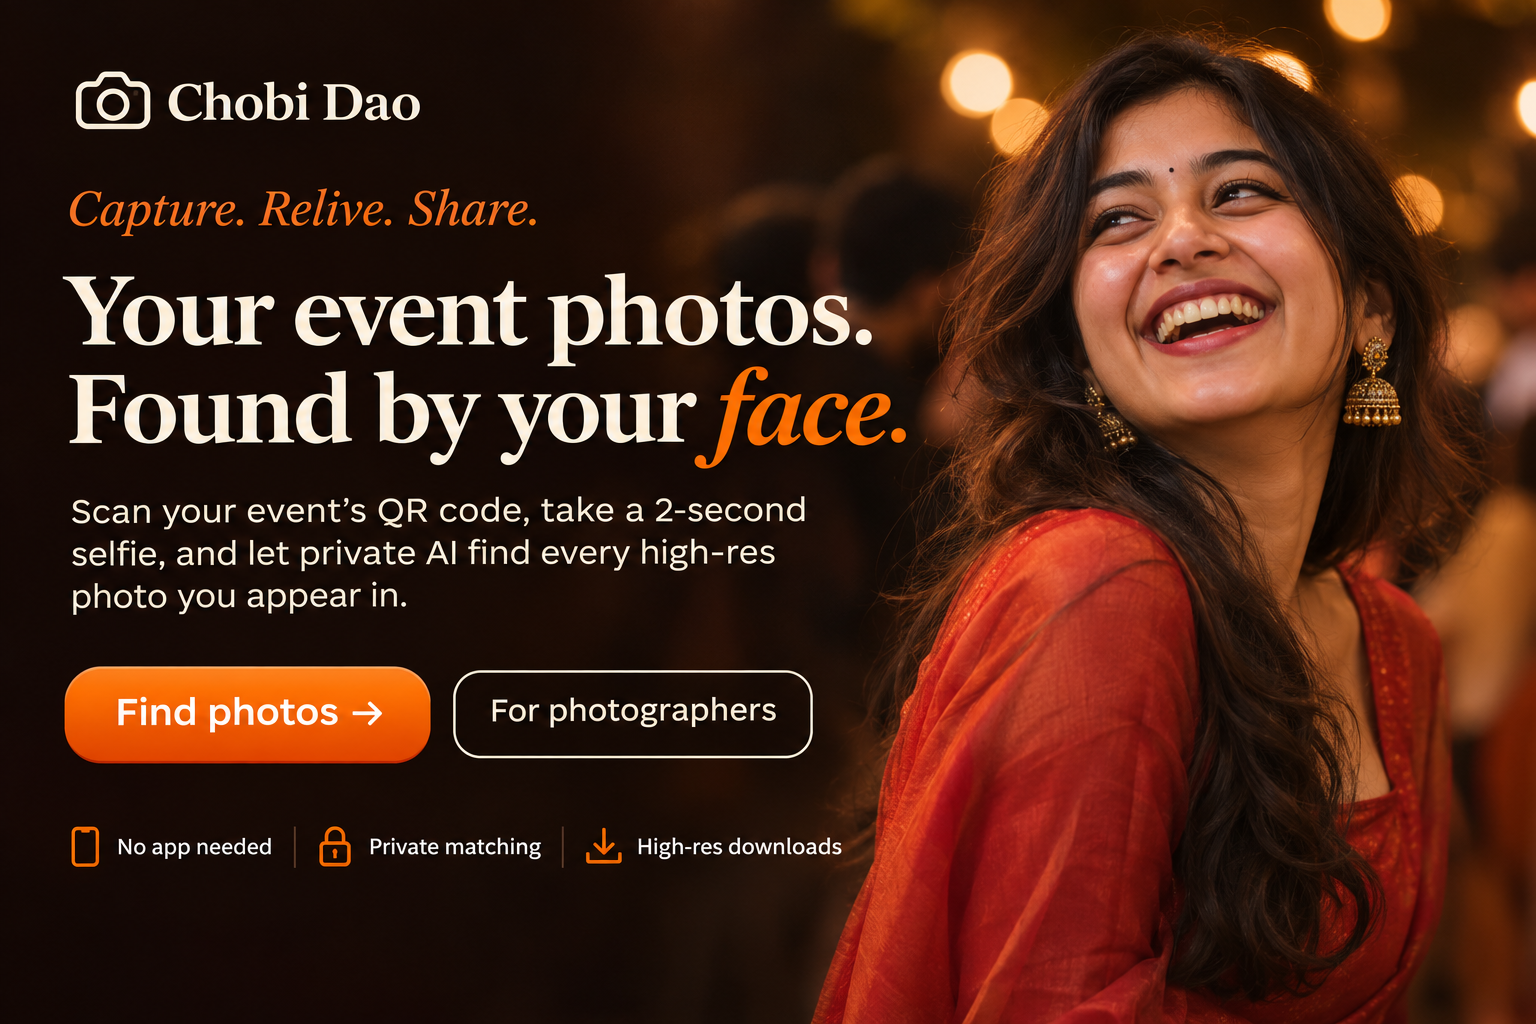 Chobi Dao
Capture. Relive. Share.
Your event photos.
Found by your face.
Scan your event’s QR code, take a 2-second
selfie, and let private AI find every high-res
photo you appear in.
Find photos →
For photographers
No app needed
Private matching
High-res downloads